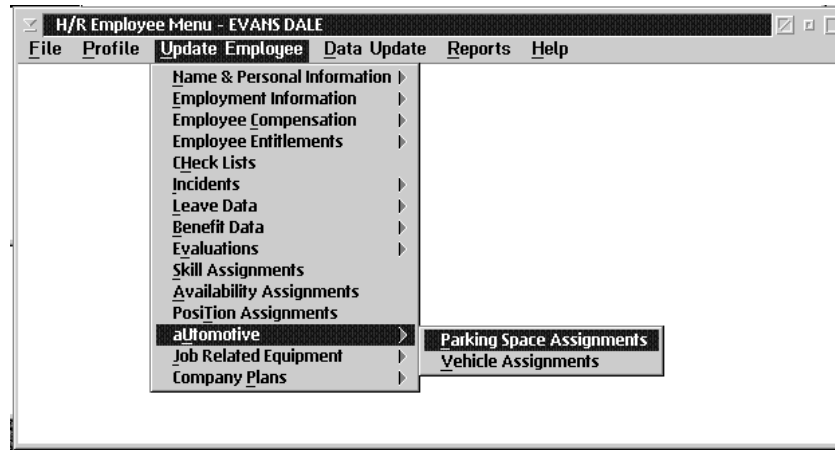 H/R Employee Menu - EVANS DALE
File Profile Update Employee Data Update Reports Help
Name & Personal Information
Employment Information
Employee Compensation
Employee Entitlements
CHeck Lists
Incidents
Leave Data
Benefit Data
Evaluations
Skill Assignments
Availability Assignments
PosiTion Assignments
aUtomotive
Parking Space Assignments
Job Related Equipment
Vehicle Assignments
Company Plans